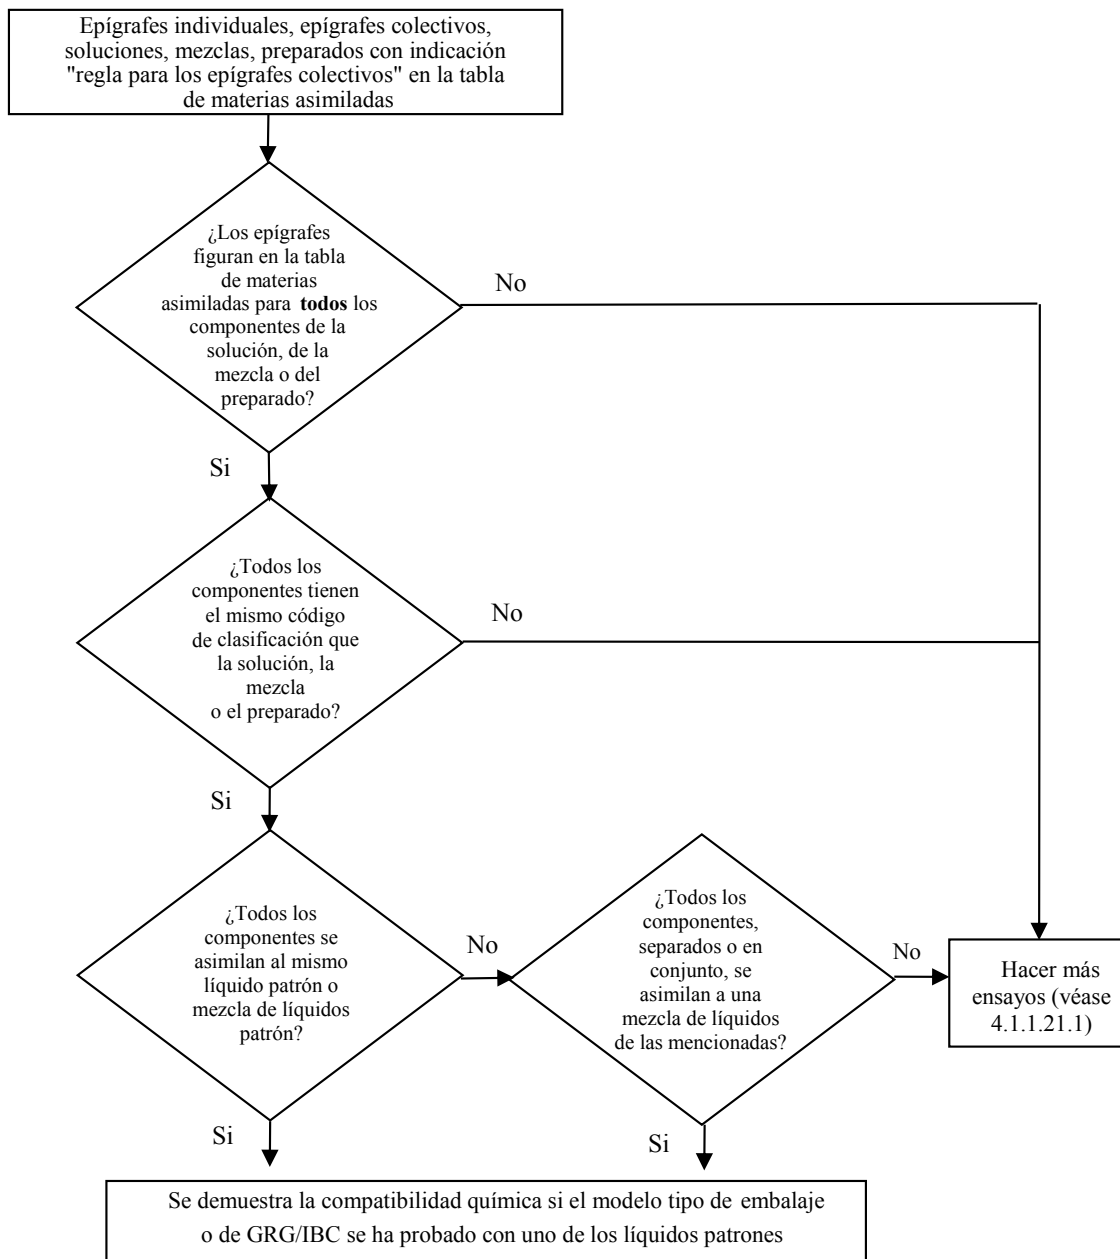 Epígrafes individuales, epígrafes colectivos,
soluciones, mezclas, preparados con indicación
"regla para los epígrafes colectivos" en la tabla
de materias asimiladas
¿Los epígrafes
figuran en la tabla
de materias
asimiladas para todos los
componentes de la
solución, de la
mezcla o del
preparado?
No
Si
¿Todos los
componentes tienen
el mismo código
de clasificación que
la solución, la
mezcla
o el preparado?
No
Si
¿Todos los
componentes se
asimilan al mismo
líquido patrón o
mezcla de líquidos
patrón?
No
¿Todos los
componentes,
separados o en
conjunto, se
asimilan a una
mezcla de líquidos
de las mencionadas?
No
Hacer más
ensayos (véase
4.1.1.21.1)
Si
Si
Se demuestra la compatibilidad química si el modelo tipo de embalaje
o de GRG/IBC se ha probado con uno de los líquidos patrones